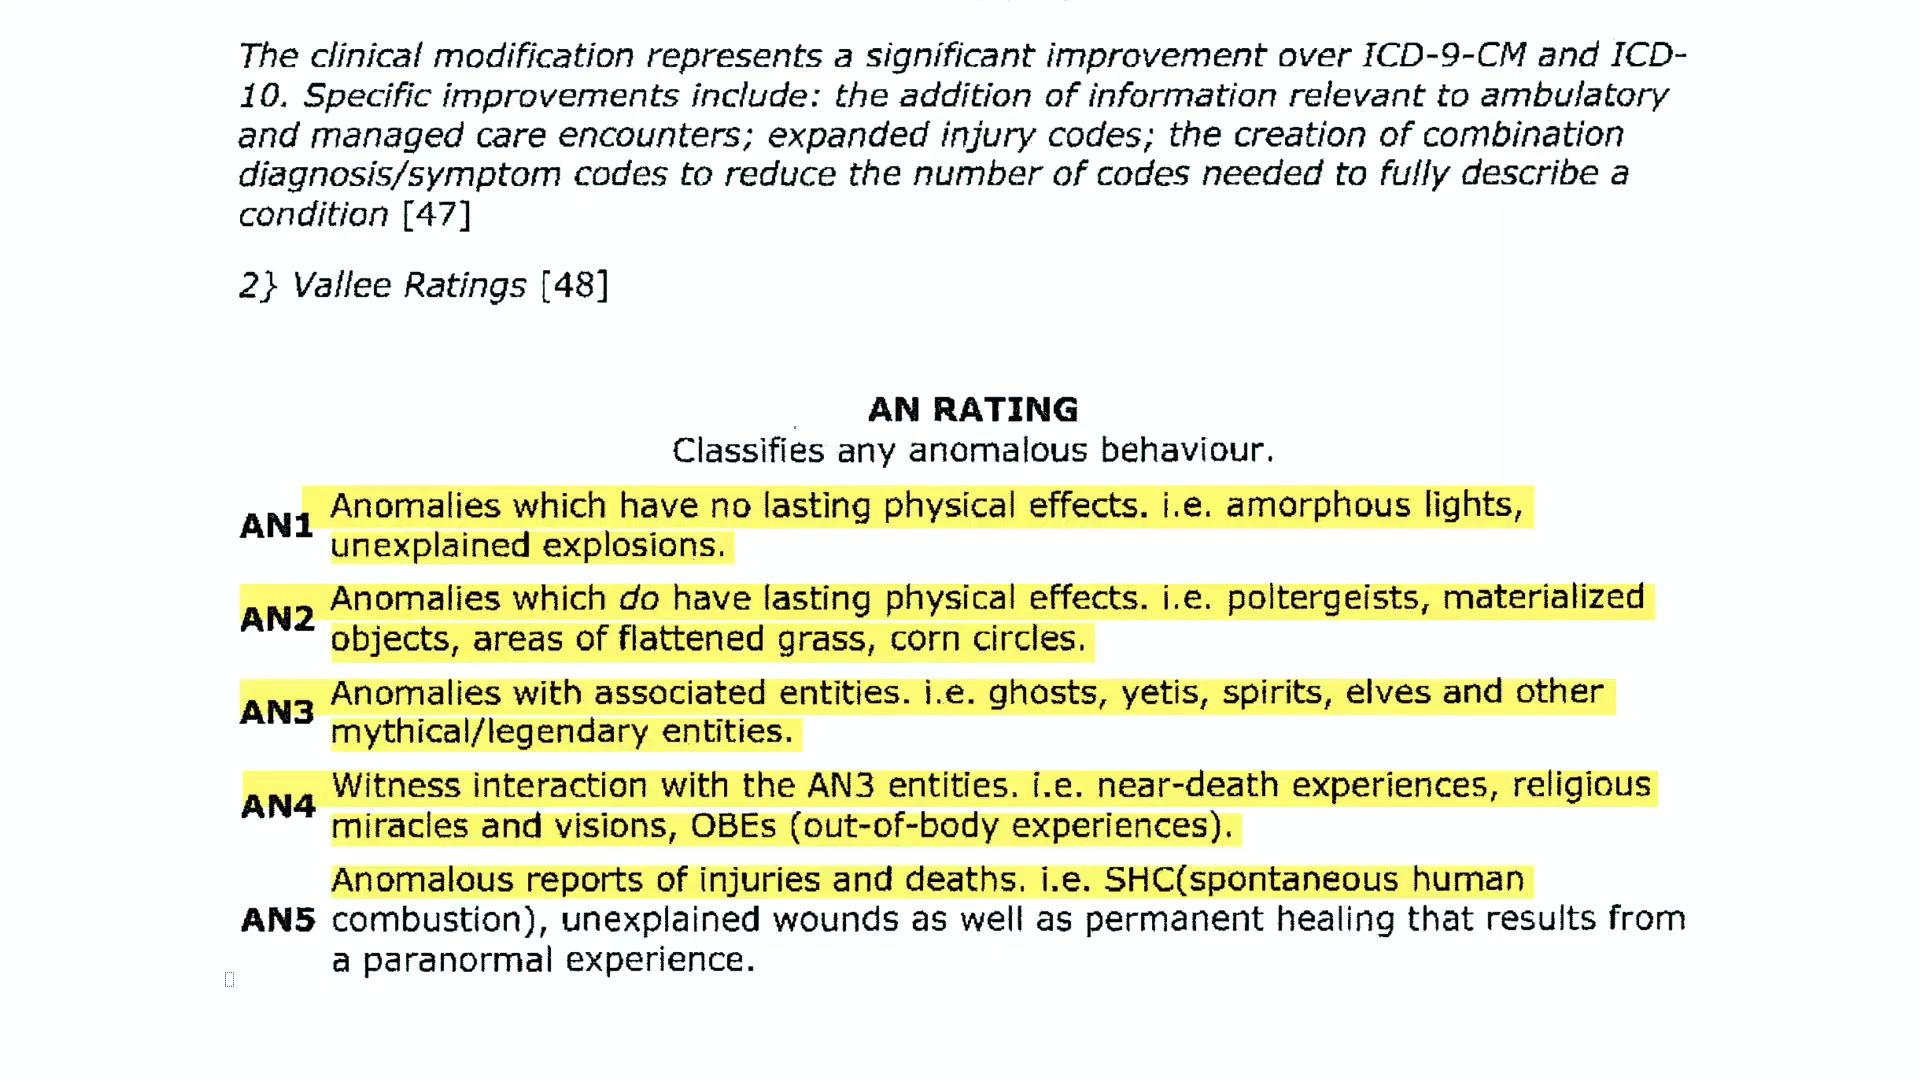 The clinical modification represents a significant improvement over ICD-9-CM and ICD-
10. Specific improvements include: the addition of information relevant to ambulatory
and managed care encounters; expanded injury codes; the creation of combination
diagnosis/symptom codes to reduce the number of codes needed to fully describe a
condition [47]
2} Vallee Ratings [48]
AN RATING
Classifies any anomalous behaviour.
AN1 Anomalies which have no lasting physical effects. i.e. amorphous lights,
unexplained explosions.
AN2 Anomalies which do have lasting physical effects. i.e. poltergeists, materialized
objects, areas of flattened grass, corn circles.
AN3 Anomalies with associated entities. i.e. ghosts, yetis, spirits, elves and other
mythical/legendary entities.
AN4 Witness interaction with the AN3 entities. i.e. near-death experiences, religious
miracles and visions, OBEs (out-of-body experiences).
Anomalous reports of injuries and deaths. i.e. SHC(spontaneous human
AN5 combustion), unexplained wounds as well as permanent healing that results from
a paranormal experience.